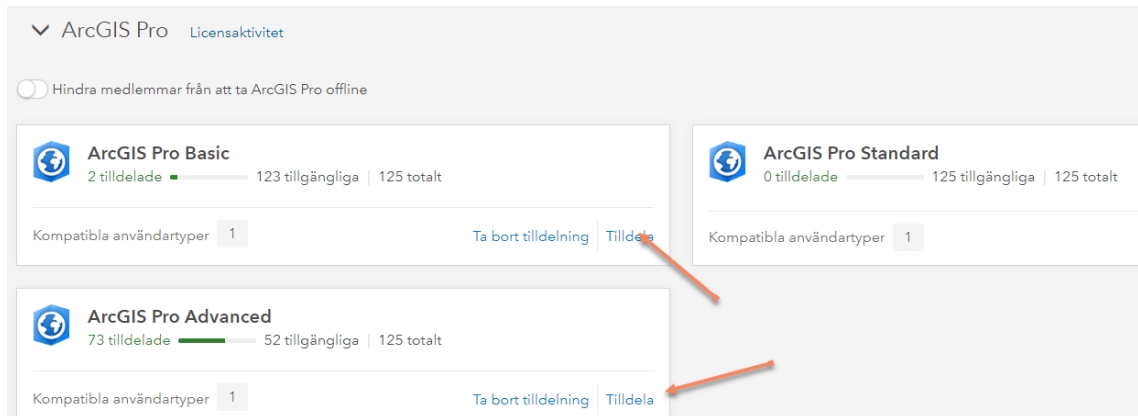 ArcGIS Pro Licensaktivitet
Hindra medlemmar från att ta ArcGIS Pro offline
ArcGIS Pro Basic
2 tilldelade 123 tillgängliga | 125 totalt
Kompatibla användartyper 1 Ta bort tilldelning Tilldela
ArcGIS Pro Standard
0 tilldelade 125 tillgängliga | 125 totalt
Kompatibla användartyper 1
ArcGIS Pro Advanced
73 tilldelade 52 tillgängliga | 125 totalt
Kompatibla användartyper 1 Ta bort tilldelning Tilldela